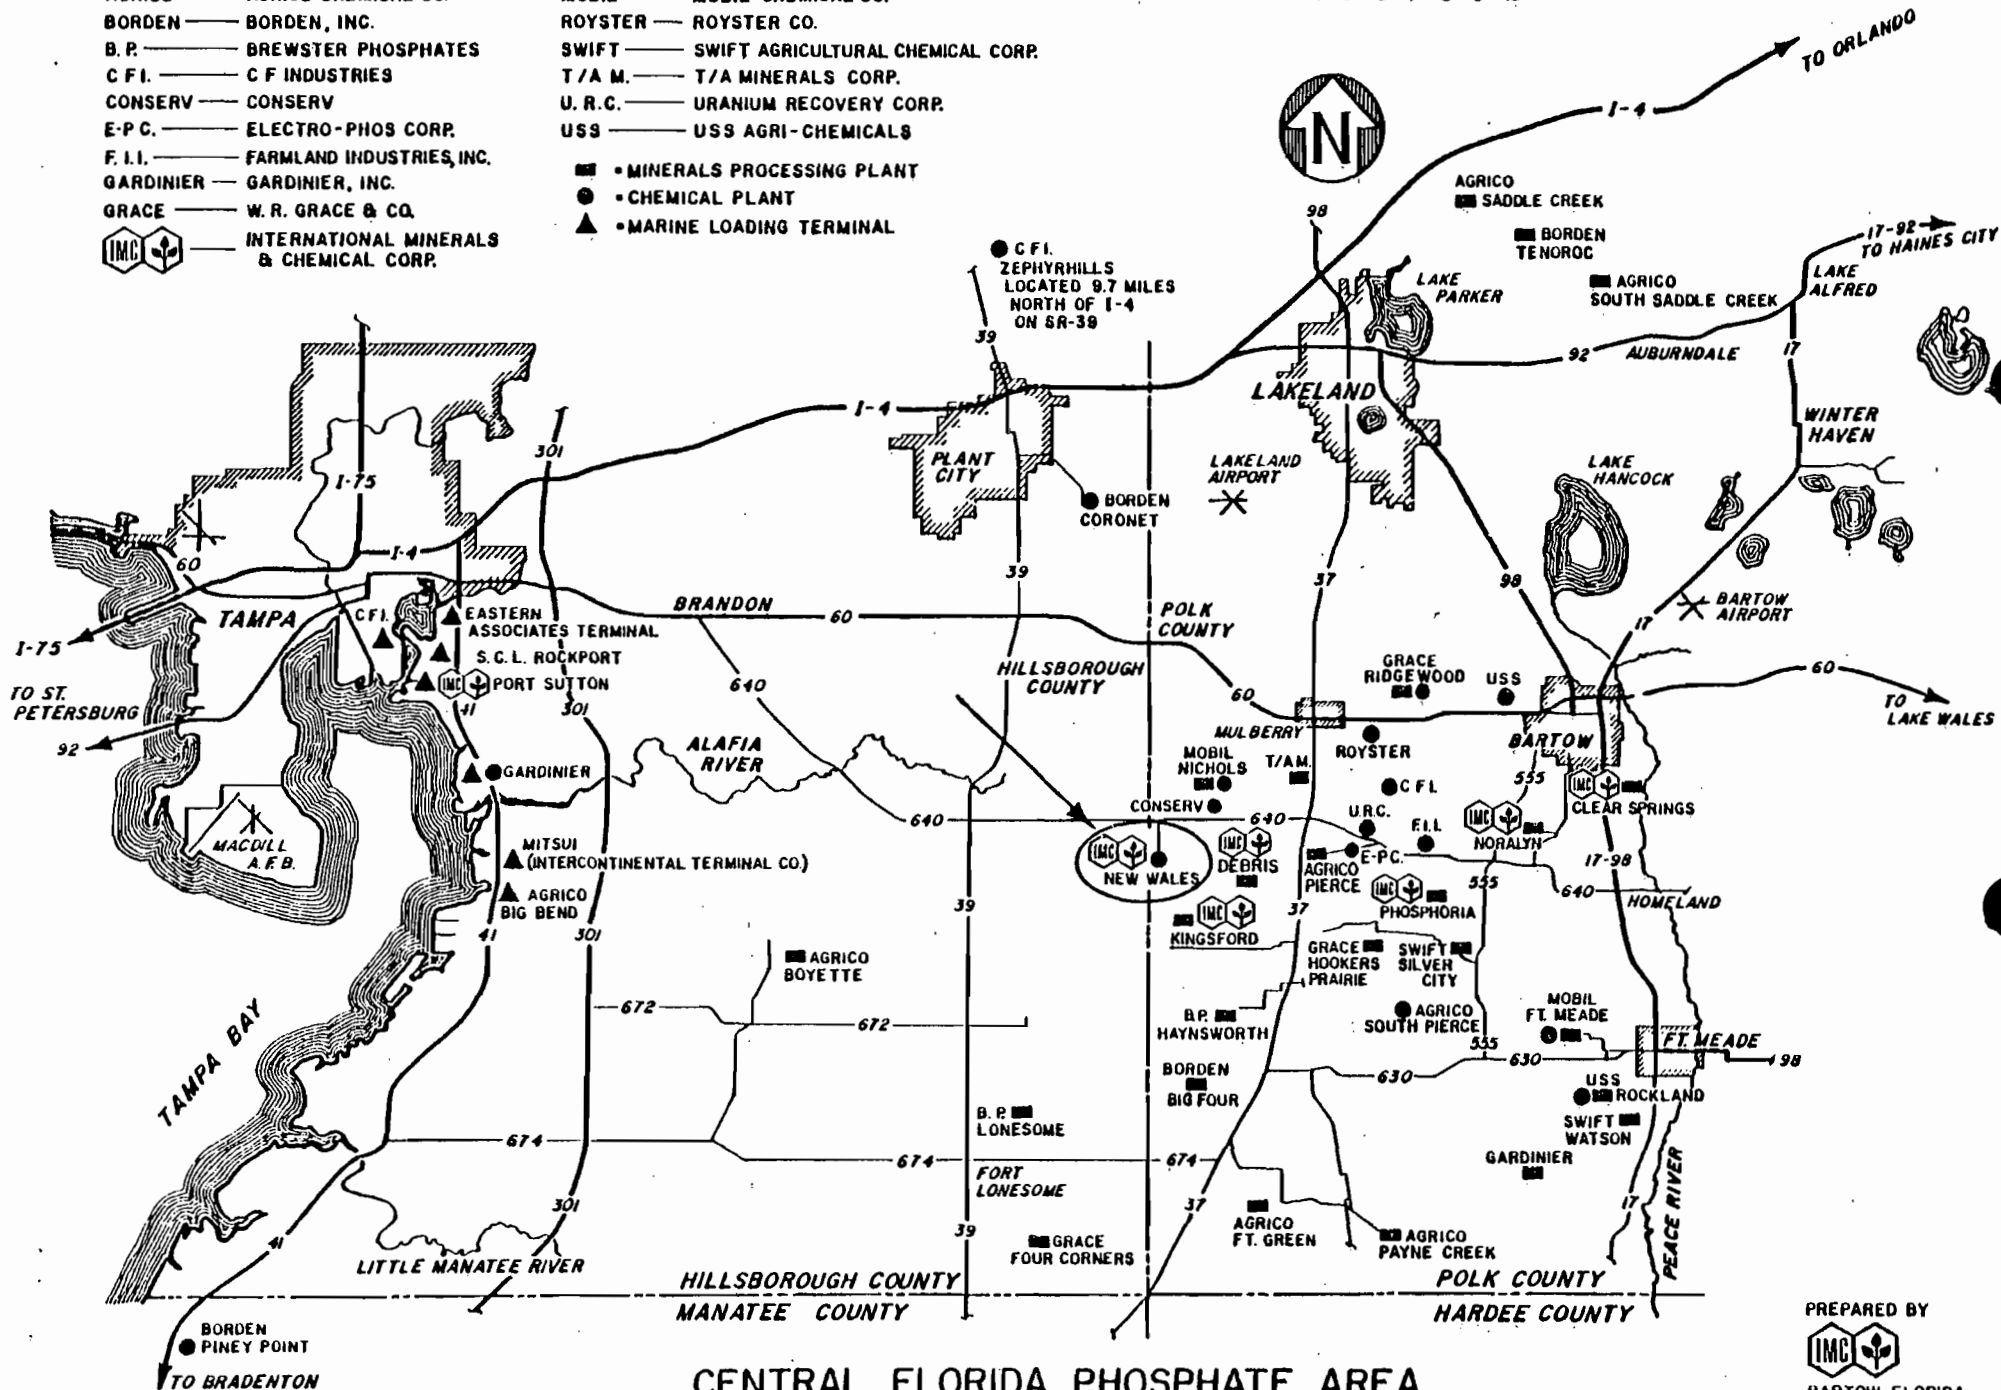 BORDEN — BORDEN, INC.
B.P. — BREWSTER PHOSPHATES
C F I. — C F INDUSTRIES
CONSERV — CONSERV
E-P C. — ELECTRO-PHOS CORP.
F. I. I. — FARMLAND INDUSTRIES, INC.
GARDINIER — GARDINIER, INC.
GRACE — W. R. GRACE & CO.
IMC — INTERNATIONAL MINERALS
& CHEMICAL CORP.
ROYSTER — ROYSTER CO.
SWIFT — SWIFT AGRICULTURAL CHEMICAL CORP.
T/A M. — T/A MINERALS CORP.
U. R. C. — URANIUM RECOVERY CORP.
USS — USS AGRI-CHEMICALS
■ • MINERALS PROCESSING PLANT
● • CHEMICAL PLANT
▲ • MARINE LOADING TERMINAL
N
TO ORLANDO
I-4
98
AGRICO
SADDLE CREEK
BORDEN
TENOROC
AGRICO
SOUTH SADDLE CREEK
17-92
TO HAINES CITY
LAKE
ALFRED
LAKE
PARKER
C F I.
ZEPHYRHILLS
LOCATED 9.7 MILES
NORTH OF I-4
ON SR-39
39
92
AUBURNDALE
17
LAKELAND
WINTER
HAVEN
I-4
301
I-75
PLANT
CITY
LAKELAND
AIRPORT
LAKE
HANCOCK
BORDEN
CORONET
I-4
60
39
37
98
BARTOW
AIRPORT
17
TAMPA
C F I.
EASTERN
ASSOCIATES TERMINAL
S. C. L. ROCKPORT
IMC PORT SUTTON
BRANDON
60
POLK
COUNTY
HILLSBOROUGH
COUNTY
I-75
TO ST.
PETERSBURG
92
41
301
640
60
GRACE
RIDGEWOOD
USS
60
TO
LAKE WALES
MULBERRY
ROYSTER
BARTOW
555
ALAFIA
RIVER
GARDINIER
MOBIL
NICHOLS
T/A M.
C F I.
IMC
CLEAR SPRINGS
CONSERV
640
640
U.R.C.
F.I.I.
IMC
NORALYN
MACDILL
A.F.B.
MITSUI
(INTERCONTINENTAL TERMINAL CO.)
IMC
NEW WALES
IMC
DEBRIS
AGRICO
PIERCE
E-P C.
17-98
AGRICO
BIG BEND
IMC
PHOSPHORIA
555
640
HOMELAND
41
301
39
IMC
KINGSFORD
37
AGRICO
BOYETTE
GRACE
HOOKERS
PRAIRIE
SWIFT
SILVER
CITY
672
672
B.P.
HAYNSWORTH
AGRICO
SOUTH PIERCE
MOBIL
FT. MEADE
TAMPA BAY
555
630
630
FT. MEADE
98
BORDEN
BIG FOUR
USS
ROCKLAND
B.P.
LONESOME
SWIFT
WATSON
674
674
674
FORT
LONESOME
GARDINIER
301
39
37
AGRICO
FT. GREEN
AGRICO
PAYNE CREEK
17
PEACE RIVER
41
GRACE
FOUR CORNERS
LITTLE MANATEE RIVER
HILLSBOROUGH COUNTY
MANATEE COUNTY
POLK COUNTY
HARDEE COUNTY
BORDEN
PINEY POINT
TO BRADENTON
CENTRAL FLORIDA PHOSPHATE AREA
PREPARED BY
IMC
BARTOW FLORIDA